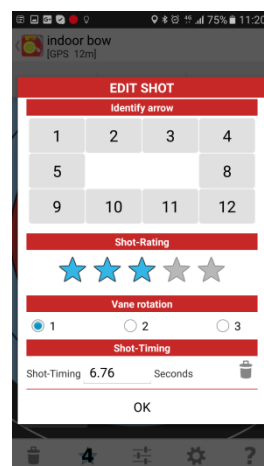 75% 11:20
indoor bow
[GPS 12m]
EDIT SHOT
Identify arrow
1 2 3 4
5 8
9 10 11 12
Shot-Rating
Vane rotation
1 2 3
Shot-Timing
Shot-Timing 6.76 Seconds
OK
4 ?